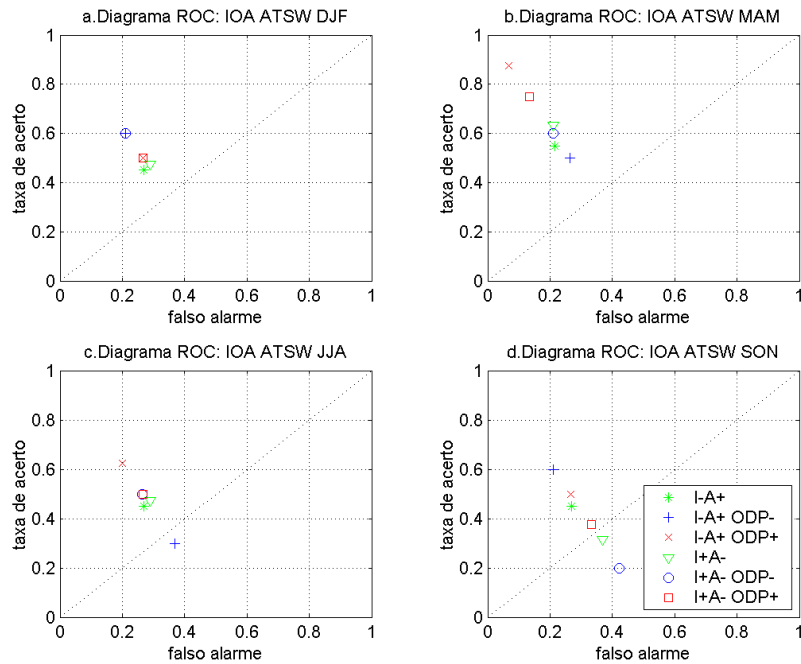 a.Diagrama ROC: IOA ATSW DJF
1
0.8
0.6
0.4
0.2
0
taxa de acerto
0
0.2
0.4
0.6
0.8
1
falso alarme
b.Diagrama ROC: IOA ATSW MAM
1
0.8
0.6
0.4
0.2
0
taxa de acerto
0
0.2
0.4
0.6
0.8
1
falso alarme
c.Diagrama ROC: IOA ATSW JJA
1
0.8
0.6
0.4
0.2
0
taxa de acerto
0
0.2
0.4
0.6
0.8
1
falso alarme
d.Diagrama ROC: IOA ATSW SON
1
0.8
0.6
0.4
0.2
0
taxa de acerto
0
0.2
0.4
0.6
0.8
1
falso alarme
I-A+
I-A+ ODP-
I-A+ ODP+
I+A-
I+A- ODP-
I+A- ODP+